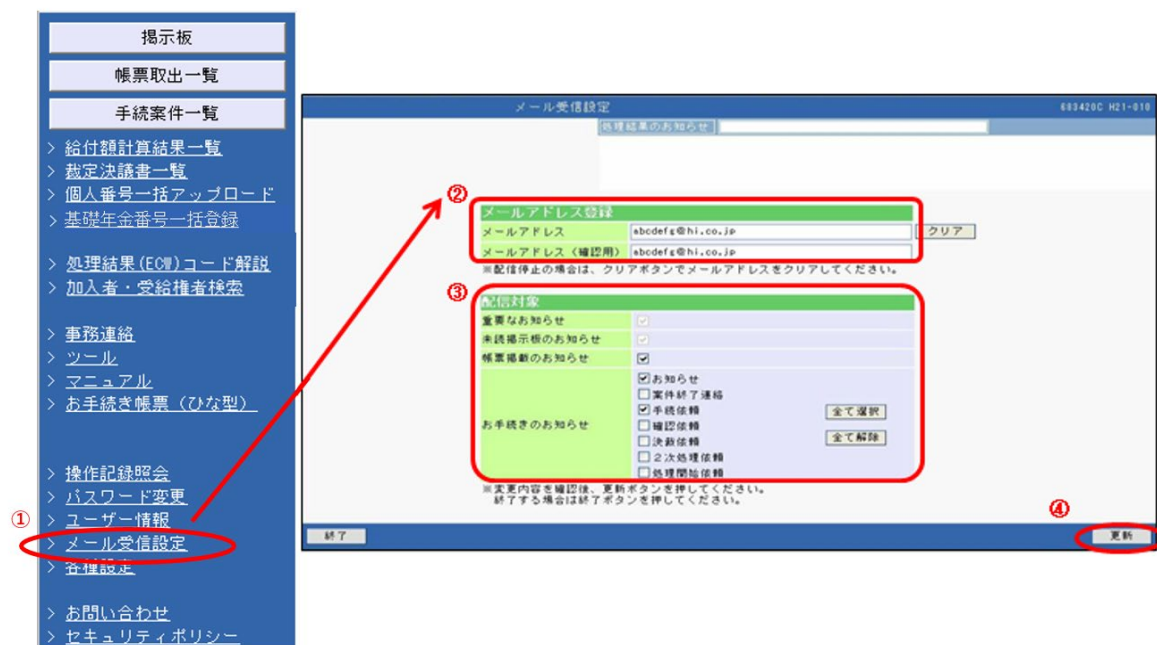 掲示板
帳票取出一覧
手続案件一覧
> 給付額計算結果一覧
> 裁定決議書一覧
> 個人番号一括アップロード
> 基礎年金番号一括登録
> 処理結果(ECW)コード解説
> 加入者・受給権者検索
> 事務連絡
> ツール
> マニュアル
> お手続き帳票(ひな型)
> 操作記録照会
> パスワード変更
> ユーザー情報
①
> メール受信設定
> 各種設定
> お問い合わせ
> セキュリティポリシー
メール受信設定 683420C H21-010
処理結果のお知らせ
②
メールアドレス登録
メールアドレス abcdefg@hi.co.jp クリア
メールアドレス(確認用) abcdefg@hi.co.jp
※配信停止の場合は、クリアボタンでメールアドレスをクリアしてください。
③
配信対象
重要なお知らせ
未読掲示板のお知らせ
帳票掲載のお知らせ
お手続きのお知らせ
お知らせ
案件終了連絡
手続依頼
確認依頼
決裁依頼
2次処理依頼
処理開始依頼
全て選択
全て解除
※変更内容を確認後、更新ボタンを押してください。
終了する場合は終了ボタンを押してください。
④
終了 更新